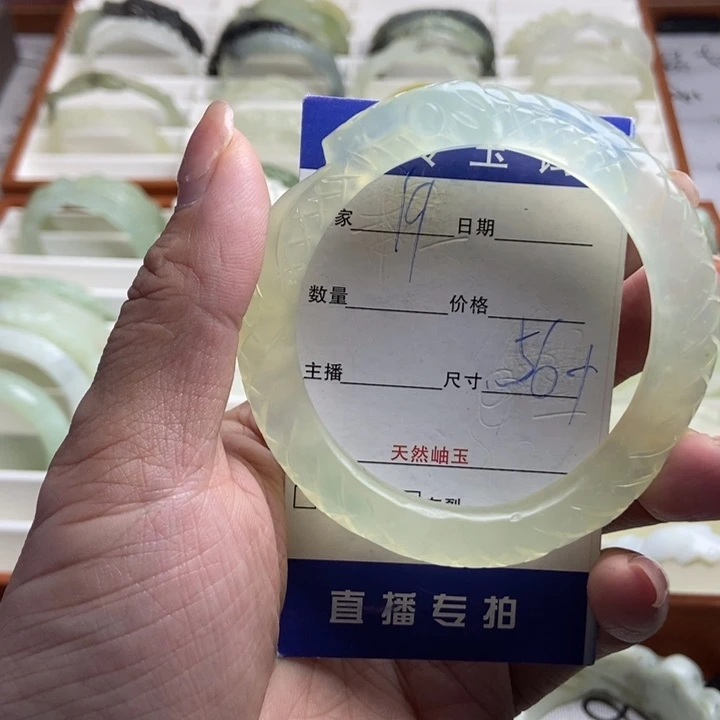 玉
家 19 日期
数量 价格
主播 尺寸 56+
天然岫玉
直播专拍